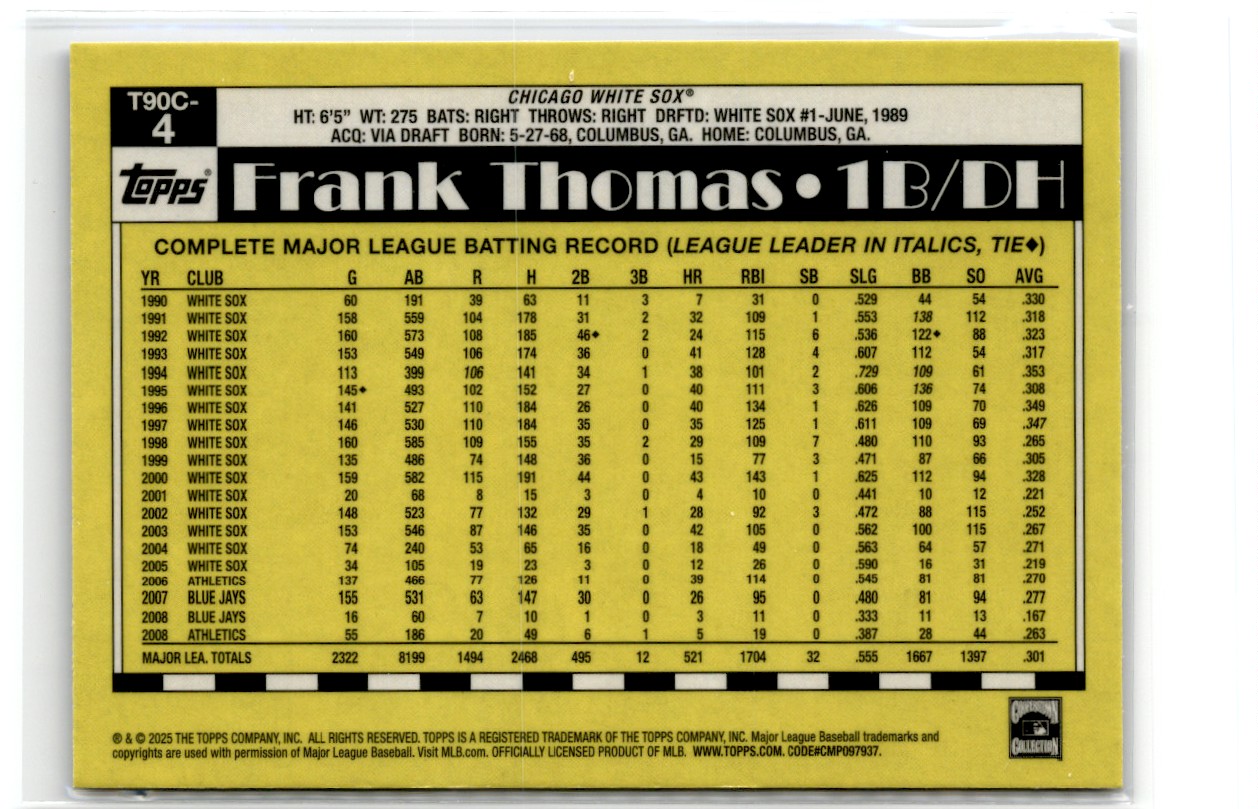 T90C-
4
CHICAGO WHITE SOX®
HT: 6'5" WT: 275 BATS: RIGHT THROWS: RIGHT DRFTD: WHITE SOX #1-JUNE, 1989
ACQ: VIA DRAFT BORN: 5-27-68, COLUMBUS, GA. HOME: COLUMBUS, GA.
topps® Frank Thomas • 1B/DH
COMPLETE MAJOR LEAGUE BATTING RECORD (LEAGUE LEADER IN ITALICS, TIE♦)
YR CLUB G AB R H 2B 3B HR RBI SB SLG BB SO AVG
1990 WHITE SOX 60 191 39 63 11 3 7 31 0 .529 44 54 .330
1991 WHITE SOX 158 559 104 178 31 2 32 109 1 .553 138 112 .318
1992 WHITE SOX 160 573 108 185 46♦ 2 24 115 6 .536 122♦ 88 .323
1993 WHITE SOX 153 549 106 174 36 0 41 128 4 .607 112 54 .317
1994 WHITE SOX 113 399 106 141 34 1 38 101 2 .729 109 61 .353
1995 WHITE SOX 145♦ 493 102 152 27 0 40 111 3 .606 136 74 .308
1996 WHITE SOX 141 527 110 184 26 0 40 134 1 .626 109 70 .349
1997 WHITE SOX 146 530 110 184 35 0 35 125 1 .611 109 69 .347
1998 WHITE SOX 160 585 109 155 35 2 29 109 7 .480 110 93 .265
1999 WHITE SOX 135 486 74 148 36 0 15 77 3 .471 87 66 .305
2000 WHITE SOX 159 582 115 191 44 0 43 143 1 .625 112 94 .328
2001 WHITE SOX 20 68 8 15 3 0 4 10 0 .441 10 12 .221
2002 WHITE SOX 148 523 77 132 29 1 28 92 3 .472 88 115 .252
2003 WHITE SOX 153 546 87 146 35 0 42 105 0 .562 100 115 .267
2004 WHITE SOX 74 240 53 65 16 0 18 49 0 .563 64 57 .271
2005 WHITE SOX 34 105 19 23 3 0 12 26 0 .590 16 31 .219
2006 ATHLETICS 137 466 77 126 11 0 39 114 0 .545 81 81 .270
2007 BLUE JAYS 155 531 63 147 30 0 26 95 0 .480 81 94 .277
2008 BLUE JAYS 16 60 7 10 1 0 3 11 0 .333 11 13 .167
2008 ATHLETICS 55 186 20 49 6 1 5 19 0 .387 28 44 .263
MAJOR LEA. TOTALS 2322 8199 1494 2468 495 12 521 1704 32 .555 1667 1397 .301
COOPERSTOWN
COLLECTION
® & © 2025 THE TOPPS COMPANY, INC. ALL RIGHTS RESERVED. TOPPS IS A REGISTERED TRADEMARK OF THE TOPPS COMPANY, INC. Major League Baseball trademarks and
copyrights are used with permission of Major League Baseball. Visit MLB.com. OFFICIALLY LICENSED PRODUCT OF MLB. WWW.TOPPS.COM. CODE#CMP097937.